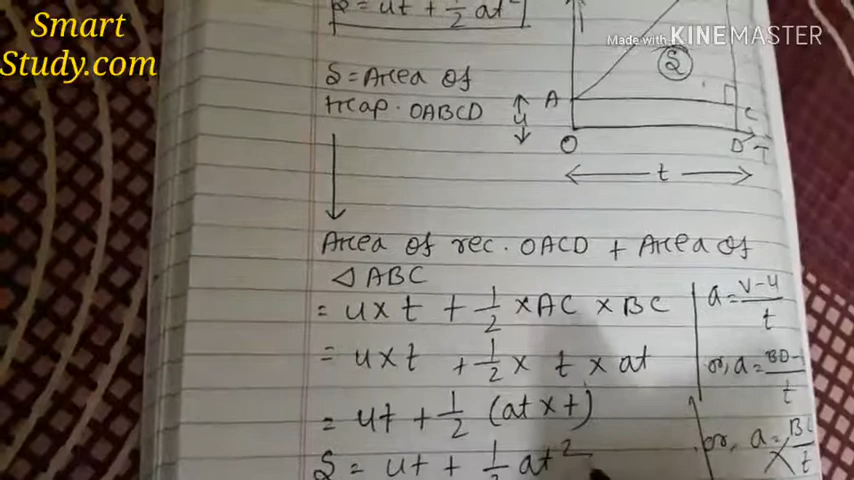 Smart
Study.com
Made with KINEMASTER
S = ut + 1/2 at²
S
S = Area of
trap. OABCD
u
A
C
O
D
T
t
Area of rec. OACD + Area of
△ ABC
= u × t + 1/2 × AC × BC
= u × t + 1/2 × t × at
= ut + 1/2 (at × t)
S = ut + 1/2 at²
a = v-u/t
or, a = BD-/t
or, a = BC/t